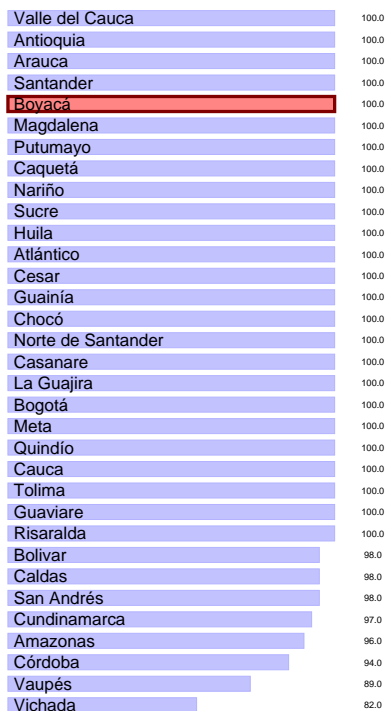 Valle del Cauca 100.0
Antioquia 100.0
Arauca 100.0
Santander 100.0
Boyacá 100.0
Magdalena 100.0
Putumayo 100.0
Caquetá 100.0
Nariño 100.0
Sucre 100.0
Huila 100.0
Atlántico 100.0
Cesar 100.0
Guainía 100.0
Chocó 100.0
Norte de Santander 100.0
Casanare 100.0
La Guajira 100.0
Bogotá 100.0
Meta 100.0
Quindío 100.0
Cauca 100.0
Tolima 100.0
Guaviare 100.0
Risaralda 100.0
Bolivar 98.0
Caldas 98.0
San Andrés 98.0
Cundinamarca 97.0
Amazonas 96.0
Córdoba 94.0
Vaupés 89.0
Vichada 82.0